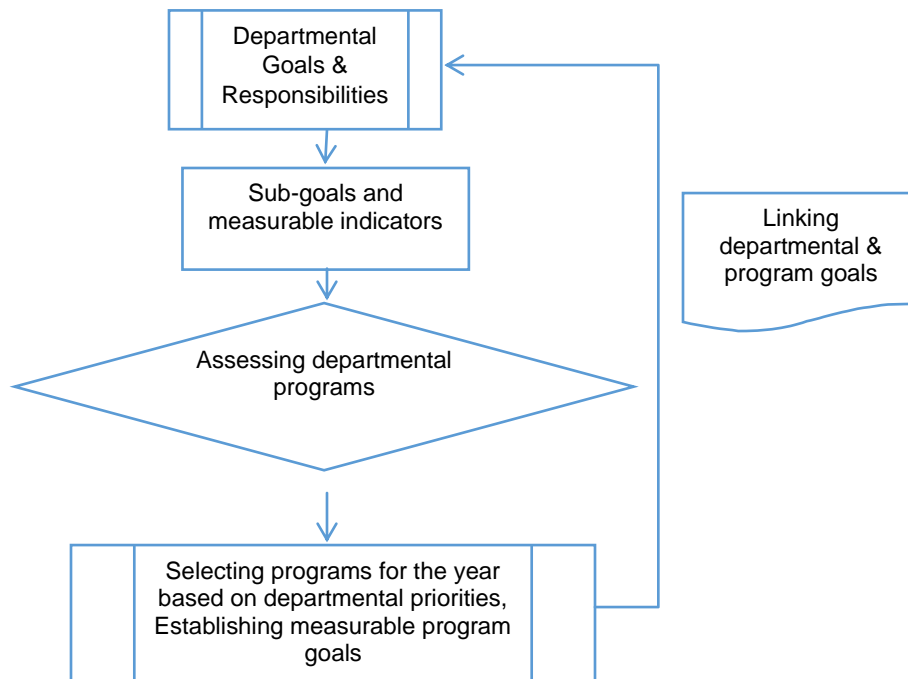 Departmental
Goals &
Responsibilities
Sub-goals and
measurable indicators
Linking
departmental &
program goals
Assessing departmental
programs
Selecting programs for the year
based on departmental priorities,
Establishing measurable program
goals